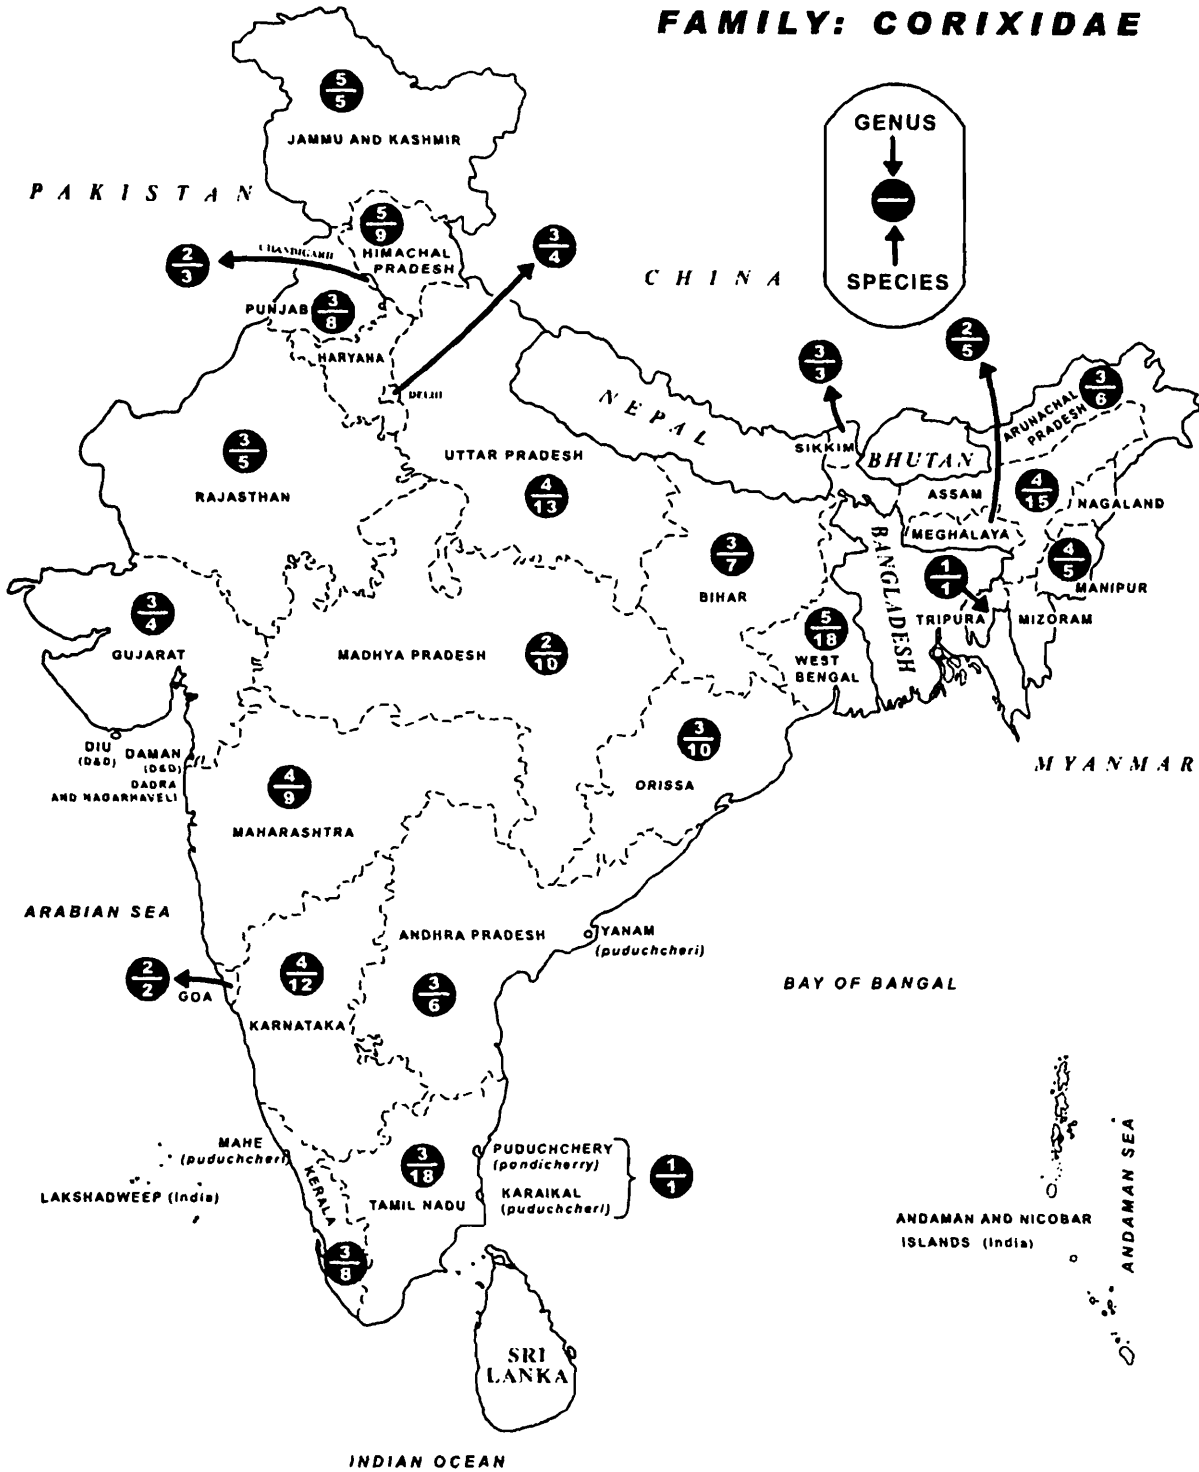 FAMILY: CORIXIDAE
5
5
JAMMU AND KASHMIR
GENUS
SPECIES
PAKISTAN
5
9
HIMACHAL
PRADESH
CHANDIGARH
2
3
3
4
CHINA
PUNJAB
3
8
HARYANA
DELHI
NEPAL
3
3
SIKKIM
BHUTAN
2
5
3
6
ARUNACHAL
PRADESH
3
5
RAJASTHAN
UTTAR PRADESH
4
13
ASSAM
4
15
NAGALAND
MEGHALAYA
BANGLADESH
3
7
BIHAR
4
5
MANIPUR
1
1
TRIPURA
MIZORAM
3
4
GUJARAT
MADHYA PRADESH
2
10
5
18
WEST
BENGAL
DIU
(D&D)
DAMAN
(D&D)
DADRA
AND NAGARHAVELI
3
10
ORISSA
MYANMAR
4
9
MAHARASHTRA
ARABIAN SEA
ANDHRA PRADESH
YANAM
(puduchcheri)
2
2
GOA
4
12
KARNATAKA
3
6
BAY OF BANGAL
MAHE
(puduchcheri)
LAKSHADWEEP (India)
KERALA
3
8
3
18
TAMIL NADU
PUDUCHCHERY
(pondicherry)
KARAIKAL
(puduchcheri)
1
1
ANDAMAN AND NICOBAR
ISLANDS (India)
ANDAMAN SEA
SRI
LANKA
INDIAN OCEAN